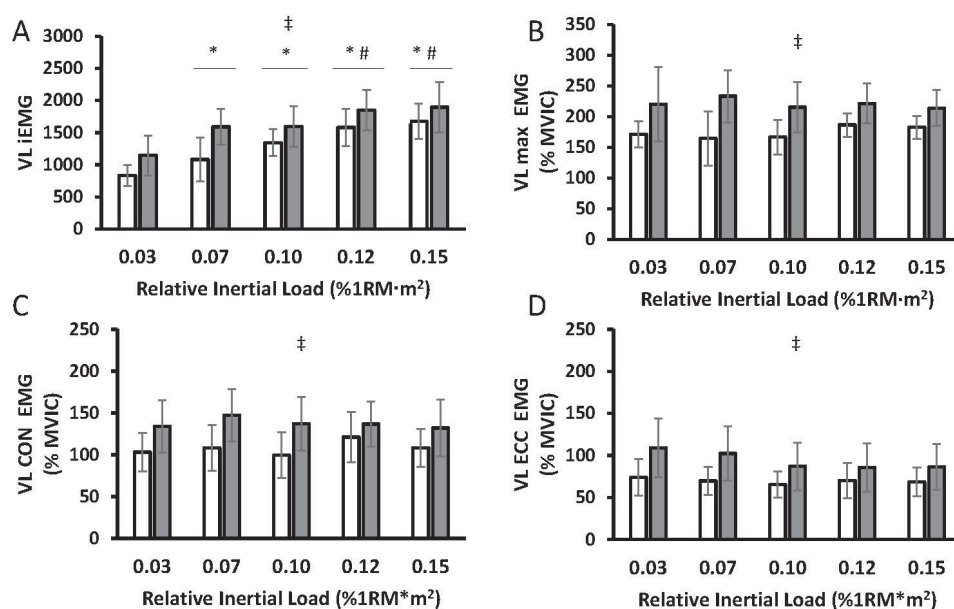 A
‡
* * * # * #
3000
2500
2000
1500
1000
500
0
VL iEMG
0.03 0.07 0.10 0.12 0.15
Relative Inertial Load (%1RM·m²)
B
‡
350
300
250
200
150
100
50
0
VL max EMG
(% MVIC)
0.03 0.07 0.10 0.12 0.15
Relative Inertial Load (%1RM·m²)
C
‡
250
200
150
100
50
0
VL CON EMG
(% MVIC)
0.03 0.07 0.10 0.12 0.15
Relative Inertial Load (%1RM*m²)
D
‡
250
200
150
100
50
0
VL ECC EMG
(% MVIC)
0.03 0.07 0.10 0.12 0.15
Relative Inertial Load (%1RM*m²)